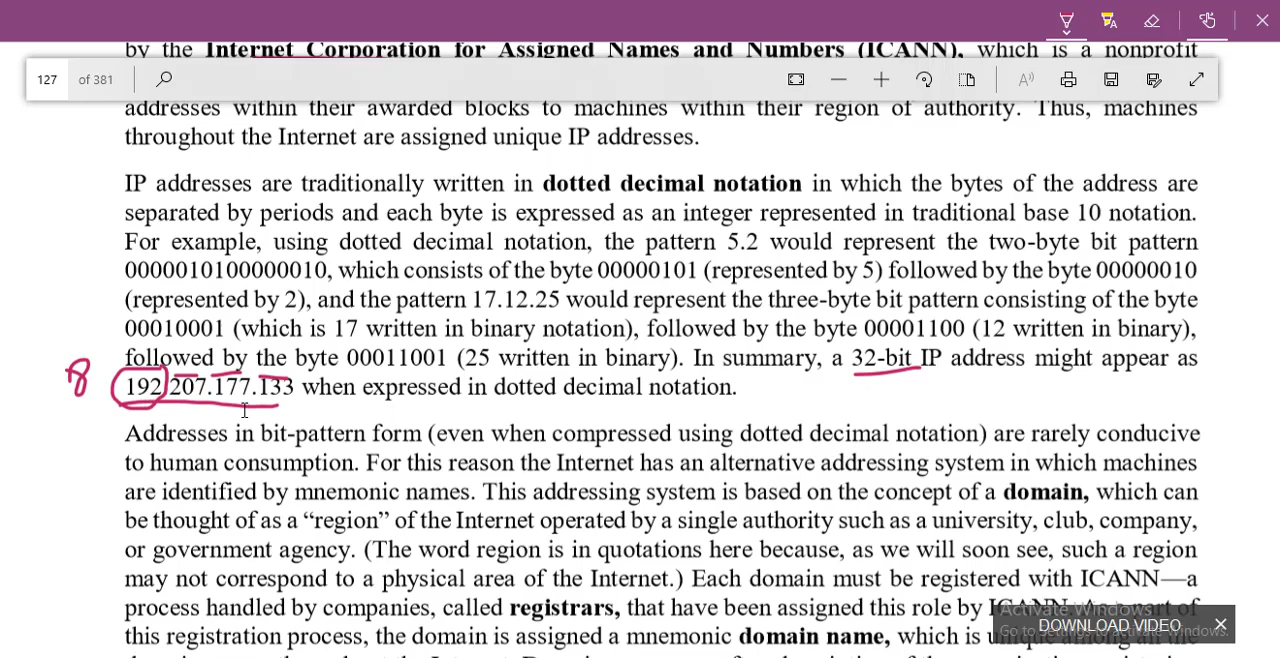 by the Internet Corporation for Assigned Names and Numbers (ICANN), which is a nonprofit
127 of 381
addresses within their awarded blocks to machines within their region of authority. Thus, machines
throughout the Internet are assigned unique IP addresses.
IP addresses are traditionally written in dotted decimal notation in which the bytes of the address are
separated by periods and each byte is expressed as an integer represented in traditional base 10 notation.
For example, using dotted decimal notation, the pattern 5.2 would represent the two-byte bit pattern
0000010100000010, which consists of the byte 00000101 (represented by 5) followed by the byte 00000010
(represented by 2), and the pattern 17.12.25 would represent the three-byte bit pattern consisting of the byte
00010001 (which is 17 written in binary notation), followed by the byte 00001100 (12 written in binary),
followed by the byte 00011001 (25 written in binary). In summary, a 32-bit IP address might appear as
8 192.207.177.133 when expressed in dotted decimal notation.
Addresses in bit-pattern form (even when compressed using dotted decimal notation) are rarely conducive
to human consumption. For this reason the Internet has an alternative addressing system in which machines
are identified by mnemonic names. This addressing system is based on the concept of a domain, which can
be thought of as a “region” of the Internet operated by a single authority such as a university, club, company,
or government agency. (The word region is in quotations here because, as we will soon see, such a region
may not correspond to a physical area of the Internet.) Each domain must be registered with ICANN—a
process handled by companies, called registrars, that have been assigned this role by ICANN.
this registration process, the domain is assigned a mnemonic domain name, which is
Activate Windows
DOWNLOAD VIDEO
Go to Settings to activate Windows.